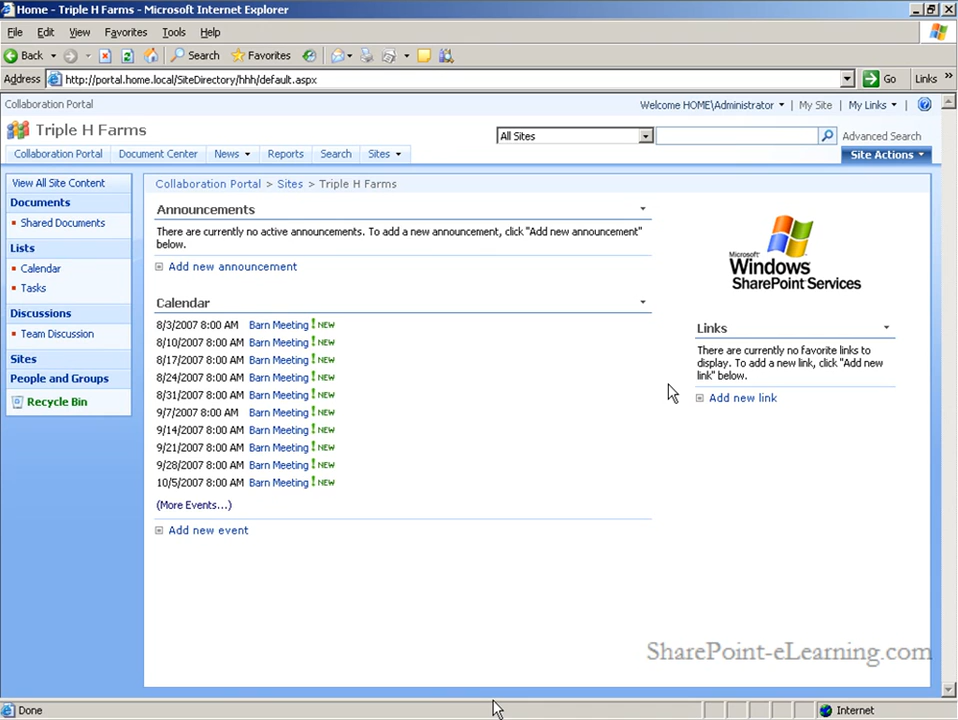 Home - Triple H Farms - Microsoft Internet Explorer
File Edit View Favorites Tools Help
Back Search Favorites
Address http://portal.home.local/SiteDirectory/hhh/default.aspx Go Links »
Collaboration Portal Welcome HOME\Administrator My Site My Links
Triple H Farms All Sites Advanced Search
Collaboration Portal Document Center News Reports Search Sites Site Actions
View All Site Content
Documents
Shared Documents
Lists
Calendar
Tasks
Discussions
Team Discussion
Sites
People and Groups
Recycle Bin
Collaboration Portal > Sites > Triple H Farms
Announcements
There are currently no active announcements. To add a new announcement, click "Add new announcement"
below.
Add new announcement
Calendar
8/3/2007 8:00 AM Barn Meeting ! NEW
8/10/2007 8:00 AM Barn Meeting ! NEW
8/17/2007 8:00 AM Barn Meeting ! NEW
8/24/2007 8:00 AM Barn Meeting ! NEW
8/31/2007 8:00 AM Barn Meeting ! NEW
9/7/2007 8:00 AM Barn Meeting ! NEW
9/14/2007 8:00 AM Barn Meeting ! NEW
9/21/2007 8:00 AM Barn Meeting ! NEW
9/28/2007 8:00 AM Barn Meeting ! NEW
10/5/2007 8:00 AM Barn Meeting ! NEW
(More Events...)
Add new event
Microsoft
Windows
SharePoint Services
Links
There are currently no favorite links to
display. To add a new link, click "Add new
link" below.
Add new link
SharePoint-eLearning.com
Done Internet